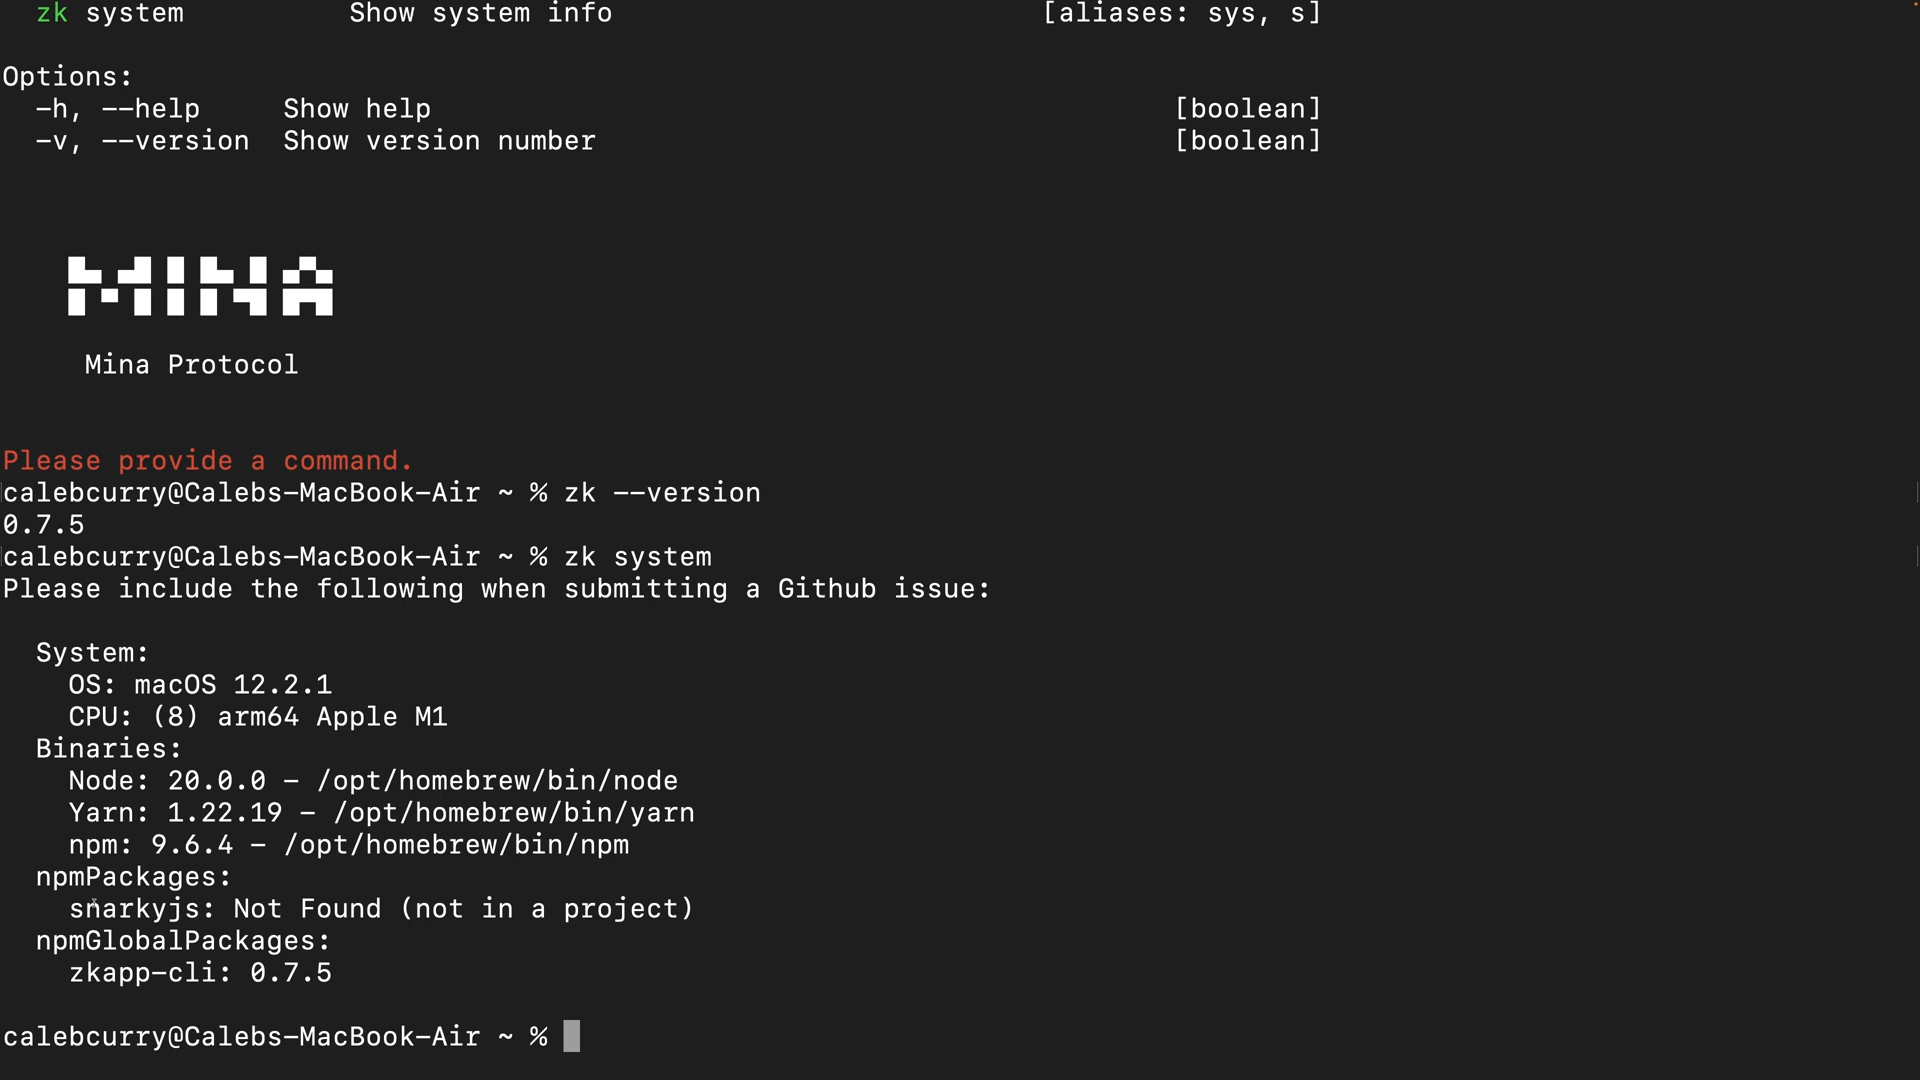 zk system          Show system info                          [aliases: sys, s]
Options:
  -h, --help     Show help                                             [boolean]
  -v, --version  Show version number                                   [boolean]
MINA
Mina Protocol
Please provide a command.
calebcurry@Calebs-MacBook-Air ~ % zk --version
0.7.5
calebcurry@Calebs-MacBook-Air ~ % zk system
Please include the following when submitting a Github issue:
  System:
    OS: macOS 12.2.1
    CPU: (8) arm64 Apple M1
  Binaries:
    Node: 20.0.0 - /opt/homebrew/bin/node
    Yarn: 1.22.19 - /opt/homebrew/bin/yarn
    npm: 9.6.4 - /opt/homebrew/bin/npm
  npmPackages:
    snarkyjs: Not Found (not in a project)
  npmGlobalPackages:
    zkapp-cli: 0.7.5
calebcurry@Calebs-MacBook-Air ~ %